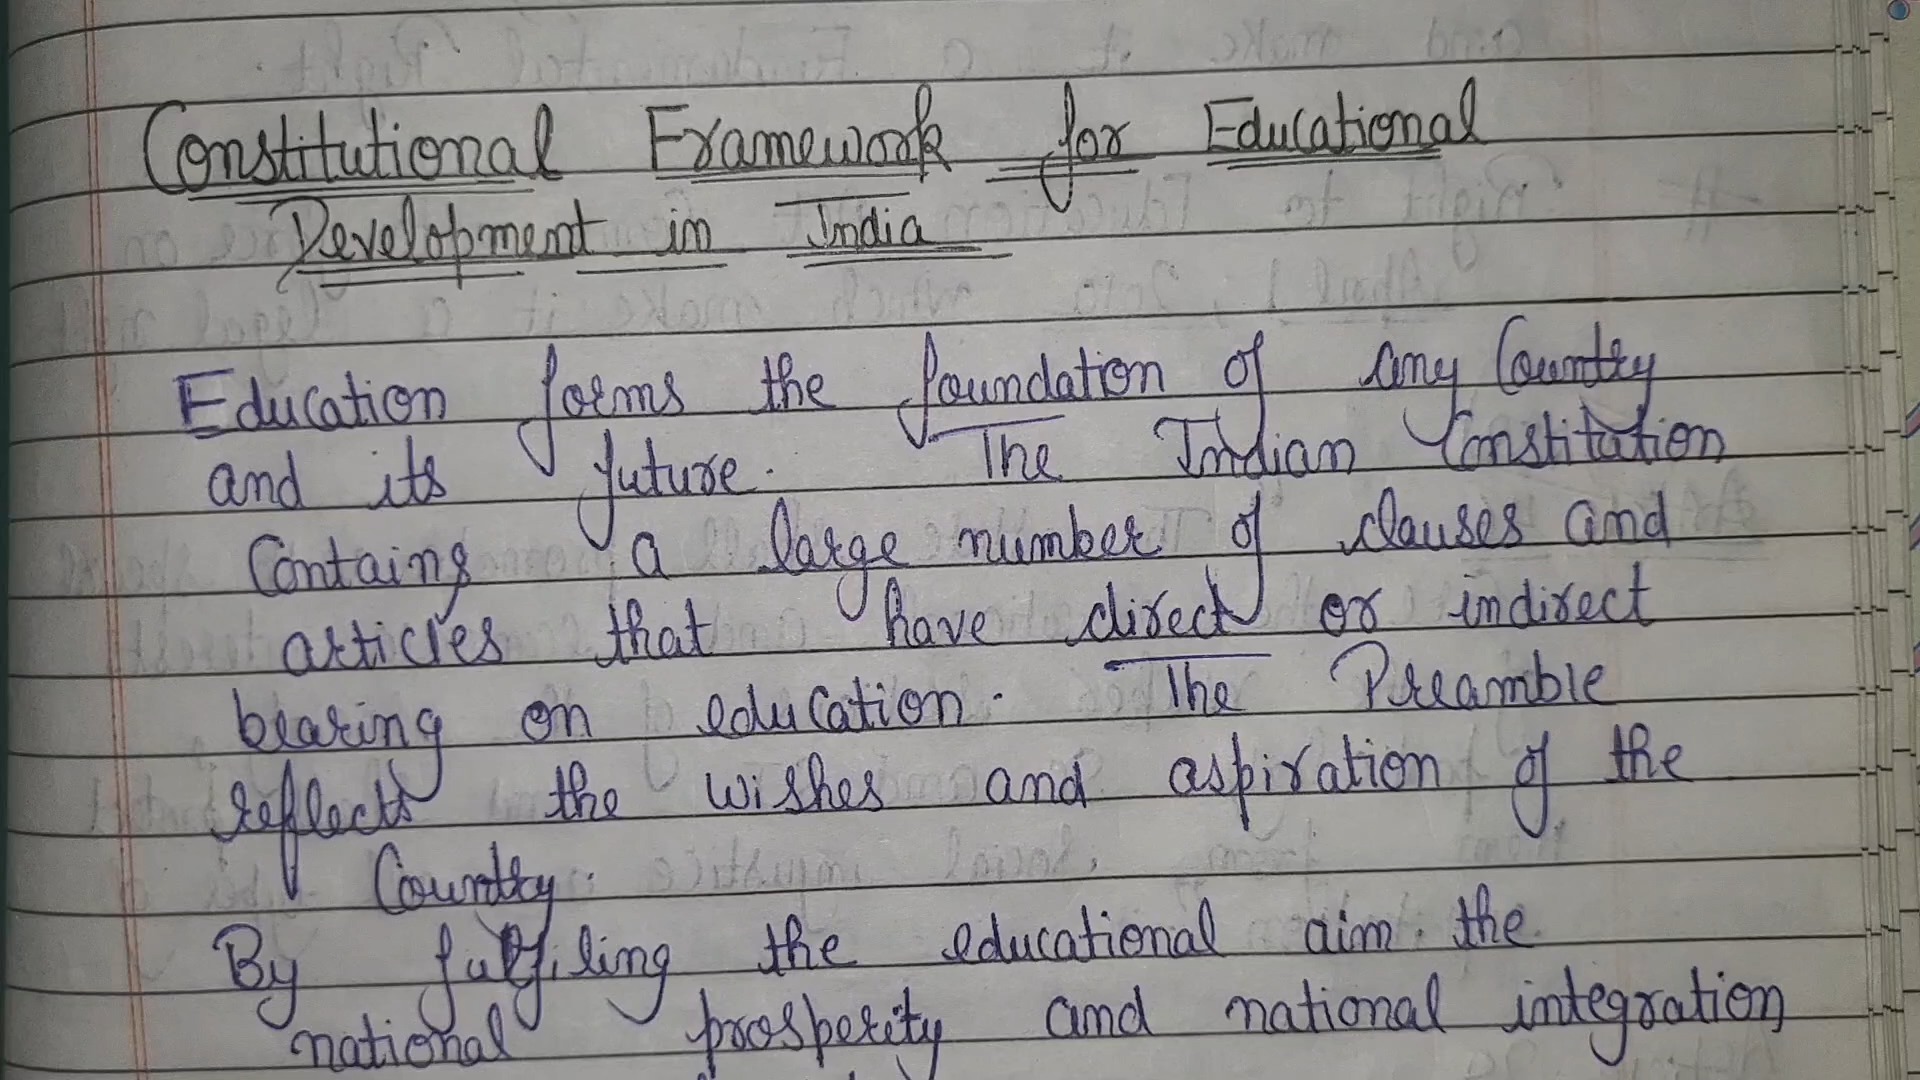 Constitutional Framework for Educational
Development in India
Education forms the foundation of any Country
and its future. The Indian Constitution
Containg a large number of clauses and
articles that have direct or indirect
bearing on education. The Preamble
reflects the wishes and aspiration of the
Country.
By fulfiling the educational aim the
national prosperity and national integration